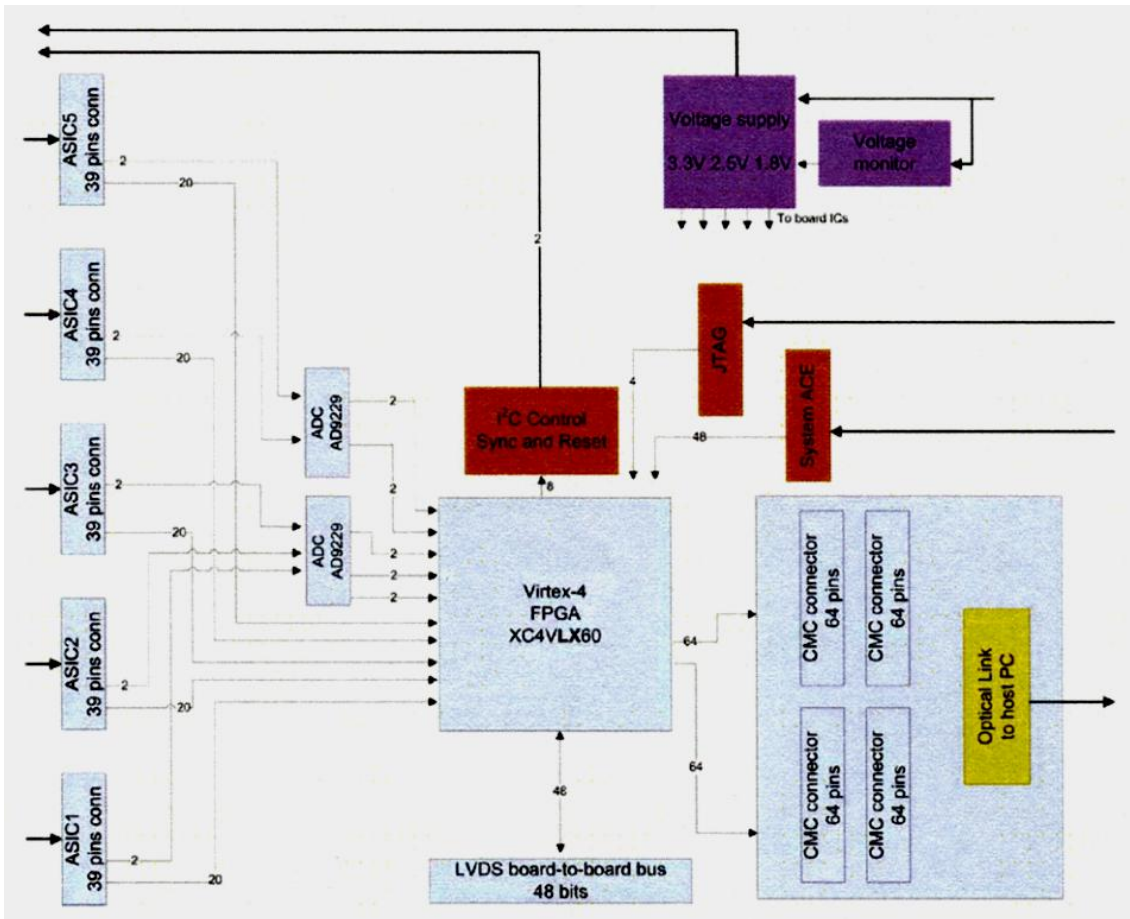 ASIC5
39 pins conn
2
20
ASIC4
39 pins conn
2
20
ASIC3
39 pins conn
2
20
ASIC2
39 pins conn
2
20
ASIC1
39 pins conn
2
20
ADC
AD9229
2
2
ADC
AD9229
2
2
2
2
I²C Control
Sync and Reset
8
Voltage supply
3.3V 2.5V 1.8V
Voltage
monitor
To board ICs
JTAG
4
System ACE
48
Virtex-4
FPGA
XC4VLX60
64
64
48
LVDS board-to-board bus
48 bits
CMC connector
64 pins
CMC connector
64 pins
CMC connector
64 pins
CMC connector
64 pins
Optical Link
to host PC